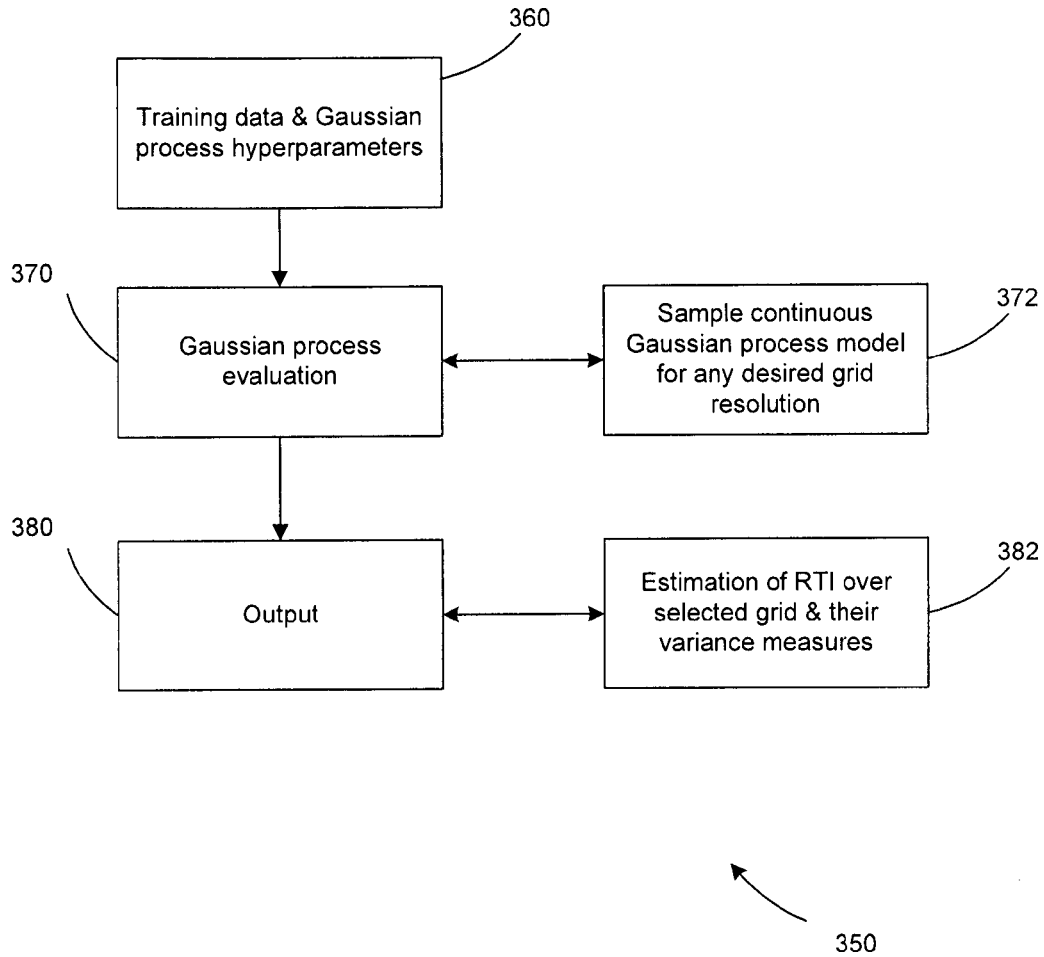 360
Training data & Gaussian
process hyperparameters
370
Gaussian process
evaluation
Sample continuous
Gaussian process model
for any desired grid
resolution
372
380
Output
Estimation of RTI over
selected grid & their
variance measures
382
350